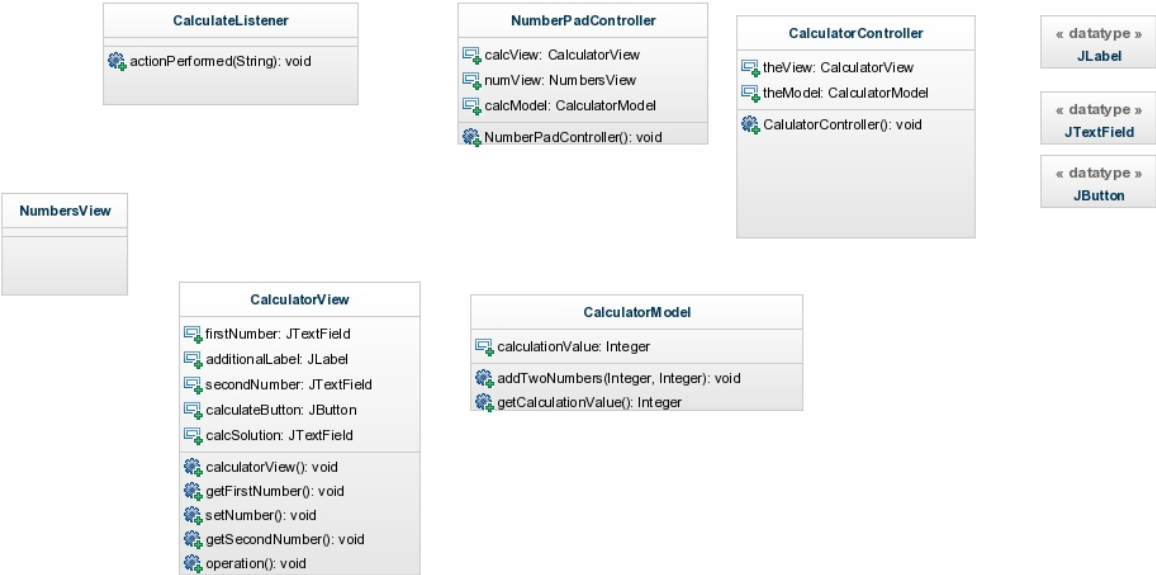 CalculateListener
actionPerformed(String): void
NumberPadController
calcView: CalculatorView
numView: NumbersView
calcModel: CalculatorModel
NumberPadController(): void
CalculatorController
theView: CalculatorView
theModel: CalculatorModel
CalulatorController(): void
« datatype »
JLabel
« datatype »
JTextField
« datatype »
JButton
NumbersView
CalculatorView
firstNumber: JTextField
additionalLabel: JLabel
secondNumber: JTextField
calculateButton: JButton
calcSolution: JTextField
calculatorView(): void
getFirstNumber(): void
setNumber(): void
getSecondNumber(): void
operation(): void
CalculatorModel
calculationValue: Integer
addTwoNumbers(Integer, Integer): void
getCalculationValue(): Integer